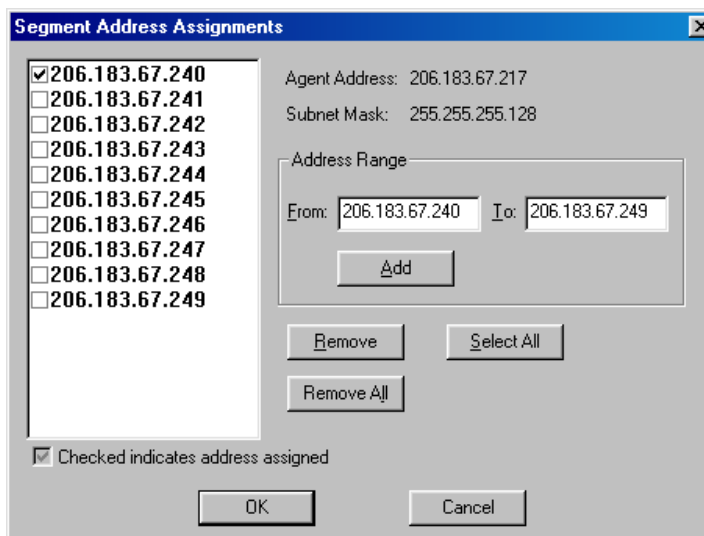 Segment Address Assignments
206.183.67.240
206.183.67.241
206.183.67.242
206.183.67.243
206.183.67.244
206.183.67.245
206.183.67.246
206.183.67.247
206.183.67.248
206.183.67.249
Agent Address: 206.183.67.217
Subnet Mask: 255.255.255.128
Address Range
From: 206.183.67.240 To: 206.183.67.249
Add
Remove Select All
Remove All
Checked indicates address assigned
OK Cancel